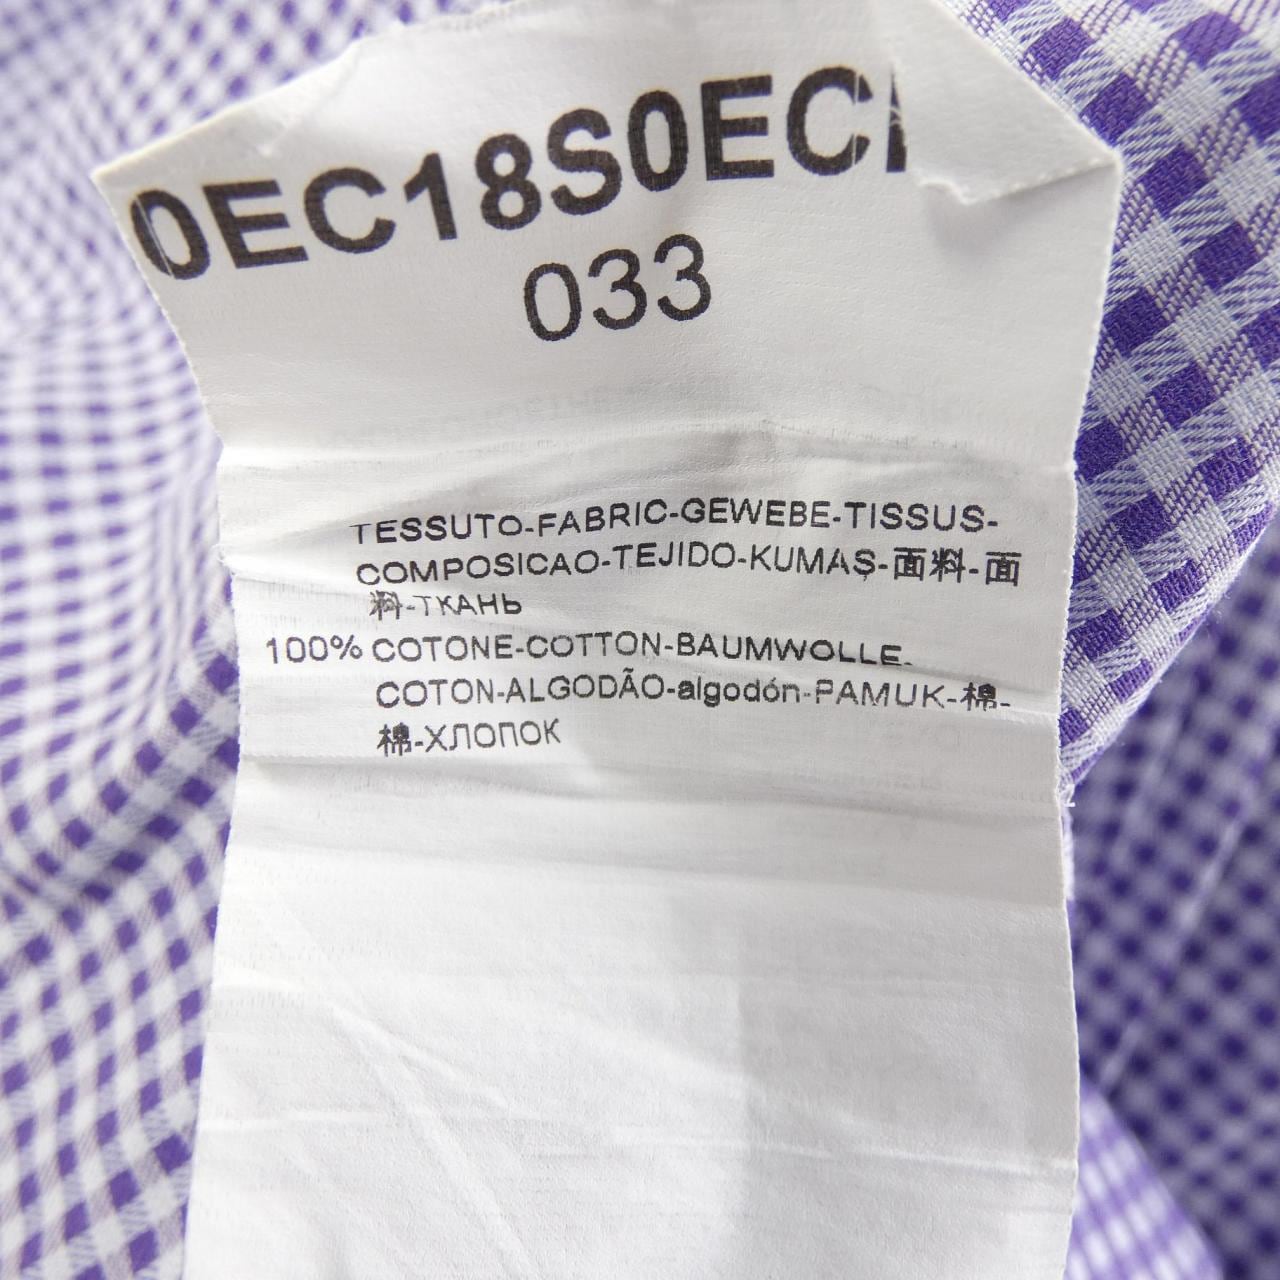 0EC18S0EC
033
TESSUTO-FABRIC-GEWEBE-TISSUS-
COMPOSICAO-TEJIDO-KUMAŞ-面料-面
料-ТКАНЬ
100% COTONE-COTTON-BAUMWOLLE-
COTON-ALGODÃO-algodón-PAMUK-棉-
棉-ХЛОПОК